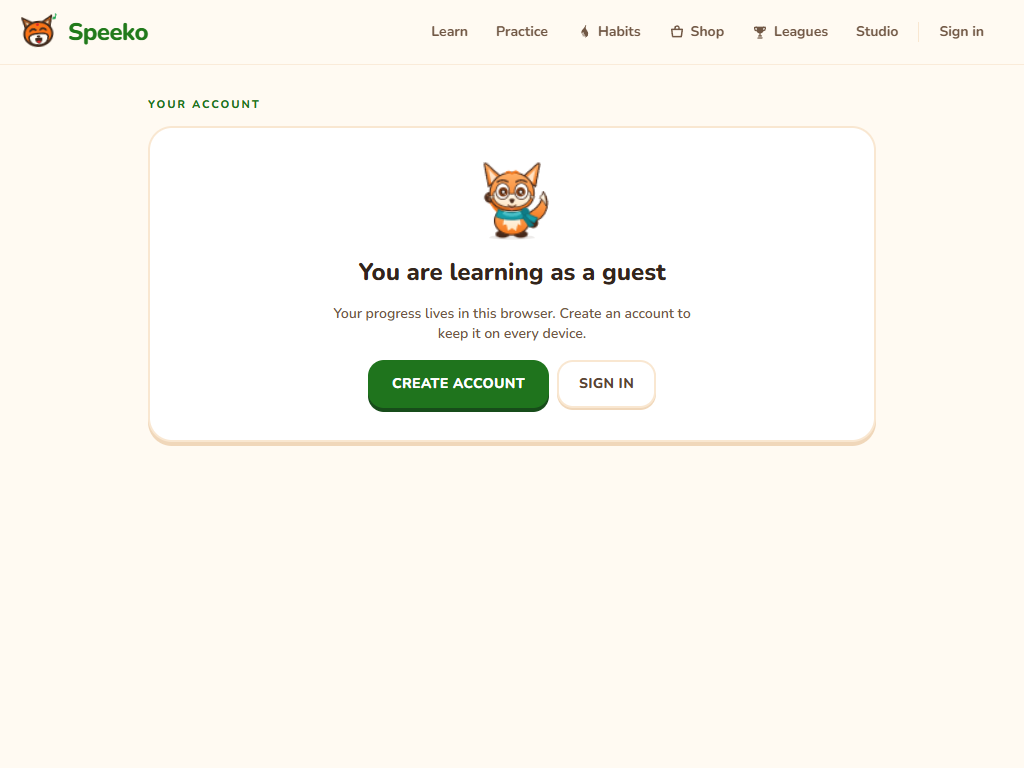 Speeko
Learn
Practice
Habits
Shop
Leagues
Studio
Sign in
YOUR ACCOUNT
You are learning as a guest
Your progress lives in this browser. Create an account to
keep it on every device.
CREATE ACCOUNT
SIGN IN